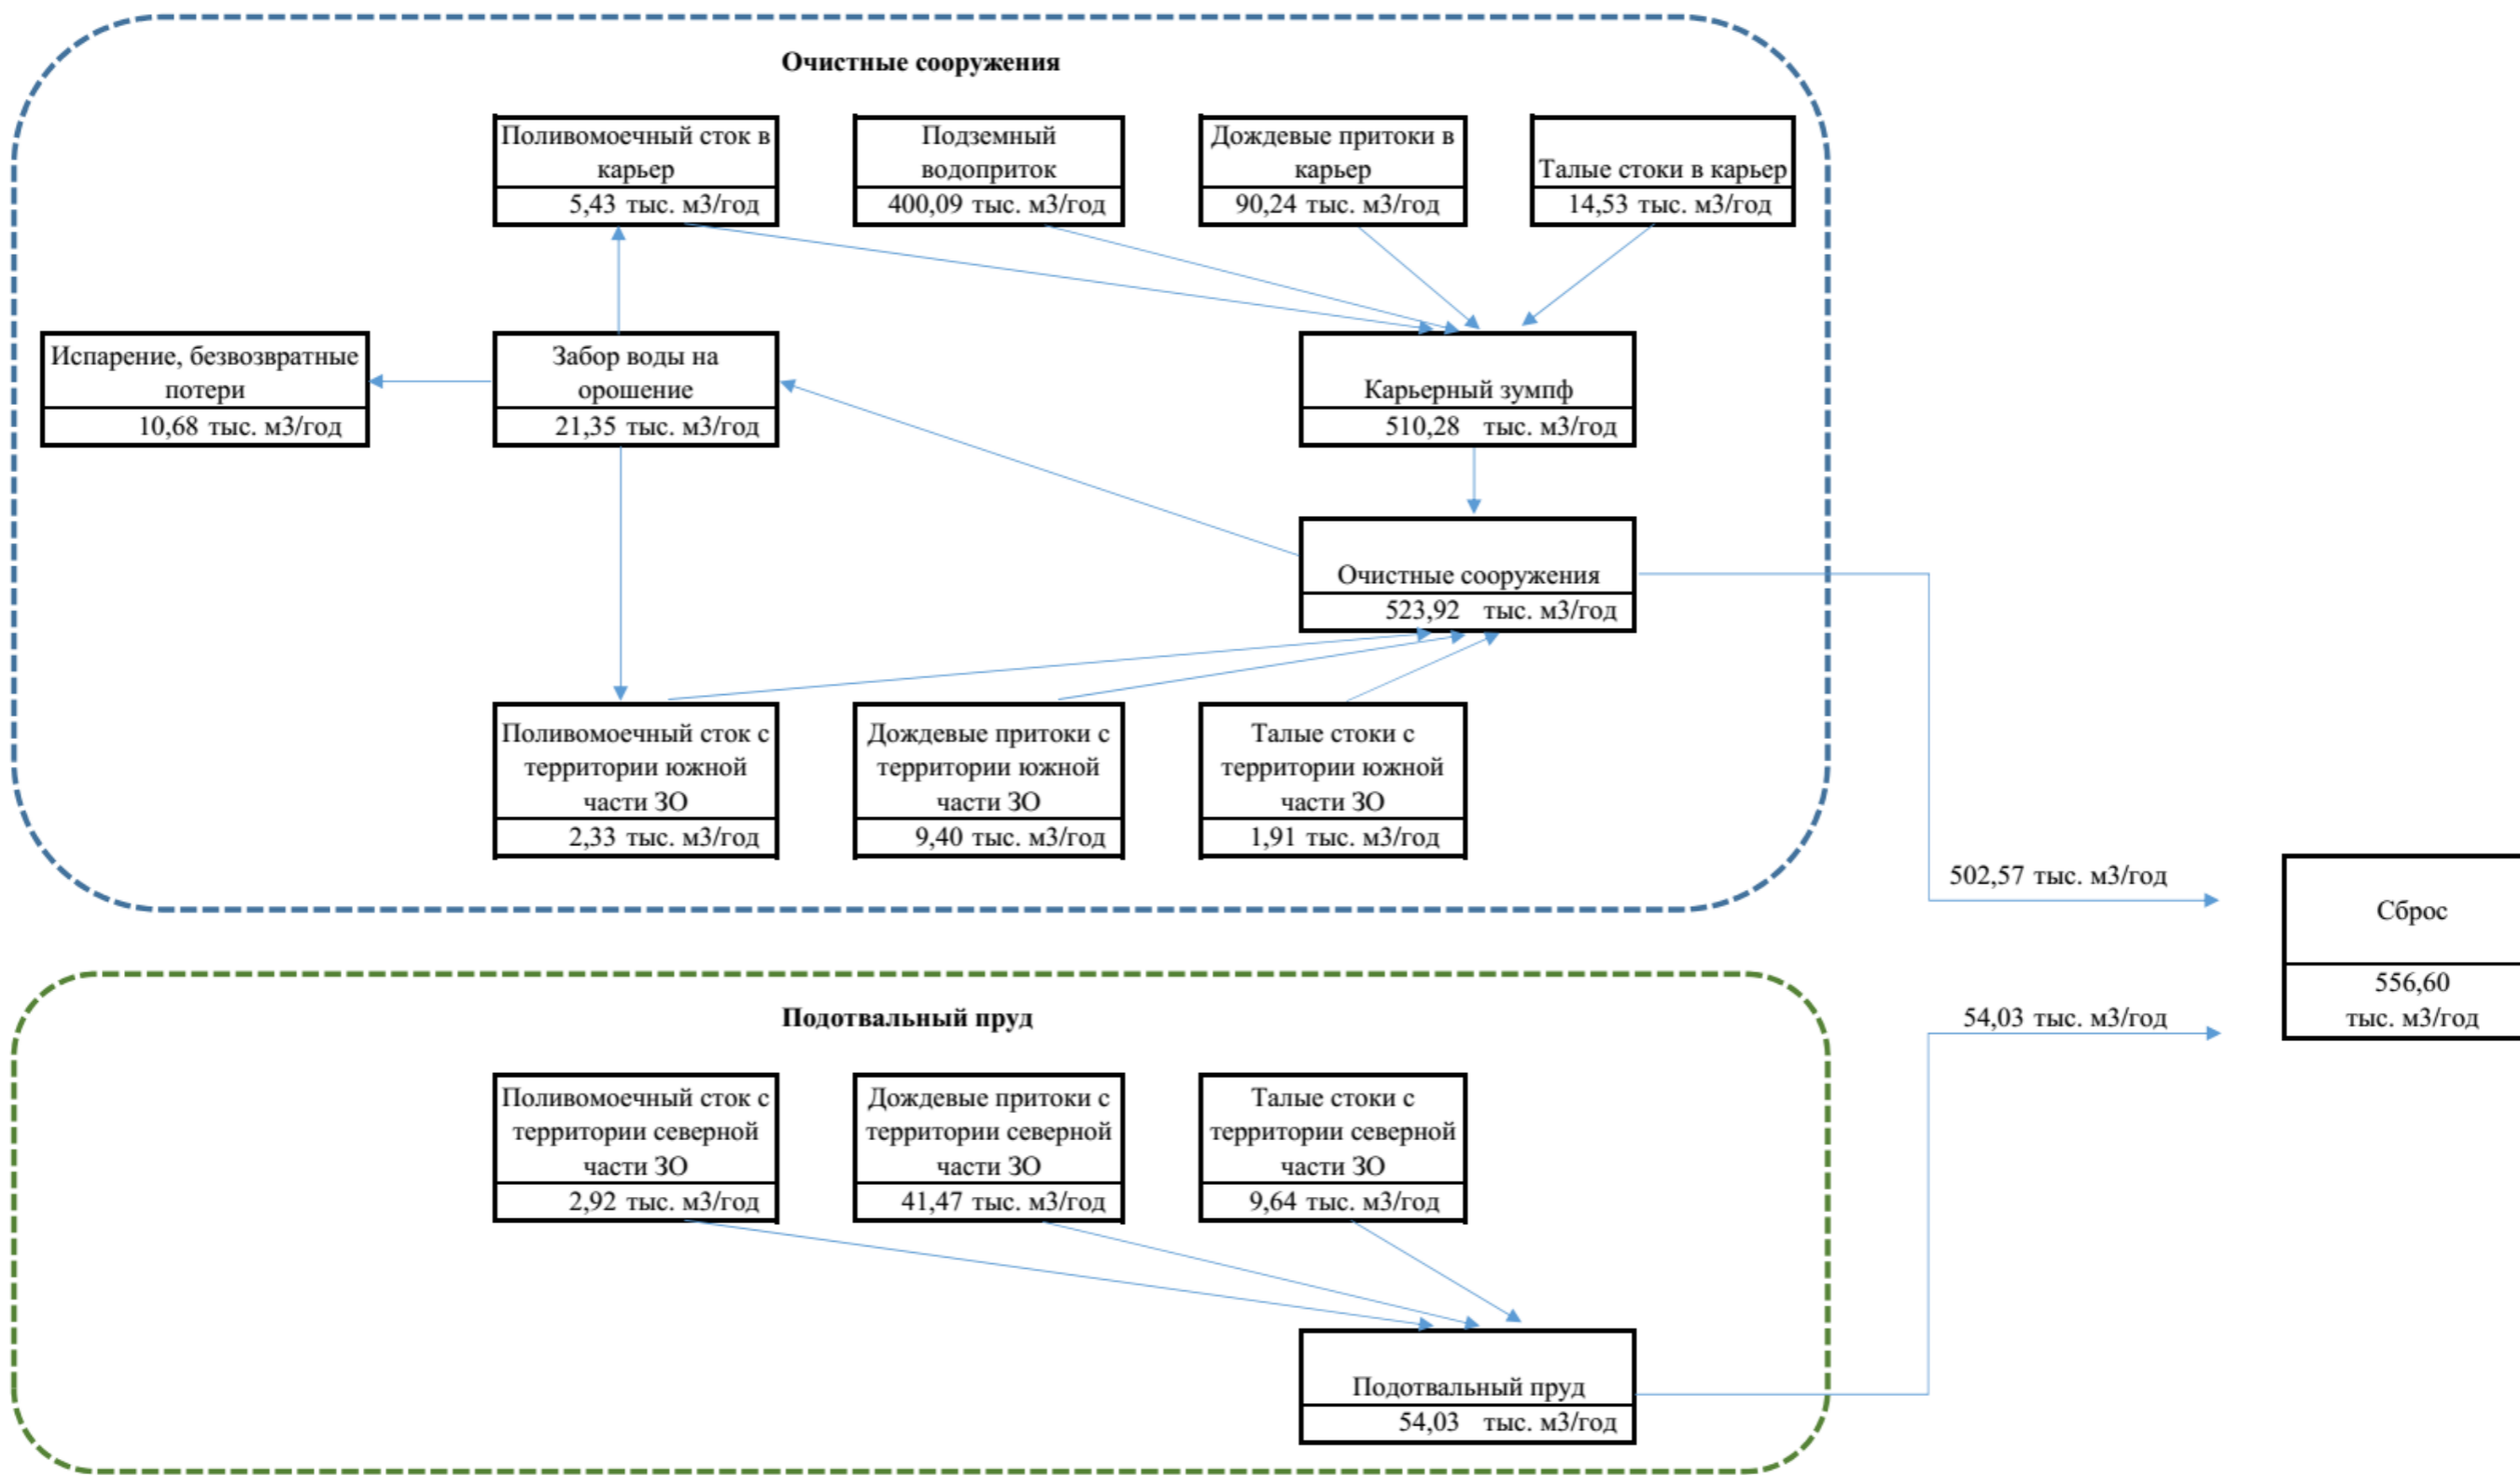 Очистные сооружения
Поливомоечный сток в
карьер
5,43 тыс. м3/год
Подземный
водоприток
400,09 тыс. м3/год
Дождевые притоки в
карьер
90,24 тыс. м3/год
Талые стоки в карьер
14,53 тыс. м3/год
Испарение, безвозвратные
потери
10,68 тыс. м3/год
Забор воды на
орошение
21,35 тыс. м3/год
Карьерный зумпф
510,28 тыс. м3/год
Очистные сооружения
523,92 тыс. м3/год
Поливомоечный сток с
территории южной
части ЗО
2,33 тыс. м3/год
Дождевые притоки с
территории южной
части ЗО
9,40 тыс. м3/год
Талые стоки с
территории южной
части ЗО
1,91 тыс. м3/год
502,57 тыс. м3/год
Сброс
556,60
тыс. м3/год
54,03 тыс. м3/год
Подотвальный пруд
Поливомоечный сток с
территории северной
части ЗО
2,92 тыс. м3/год
Дождевые притоки с
территории северной
части ЗО
41,47 тыс. м3/год
Талые стоки с
территории северной
части ЗО
9,64 тыс. м3/год
Подотвальный пруд
54,03 тыс. м3/год